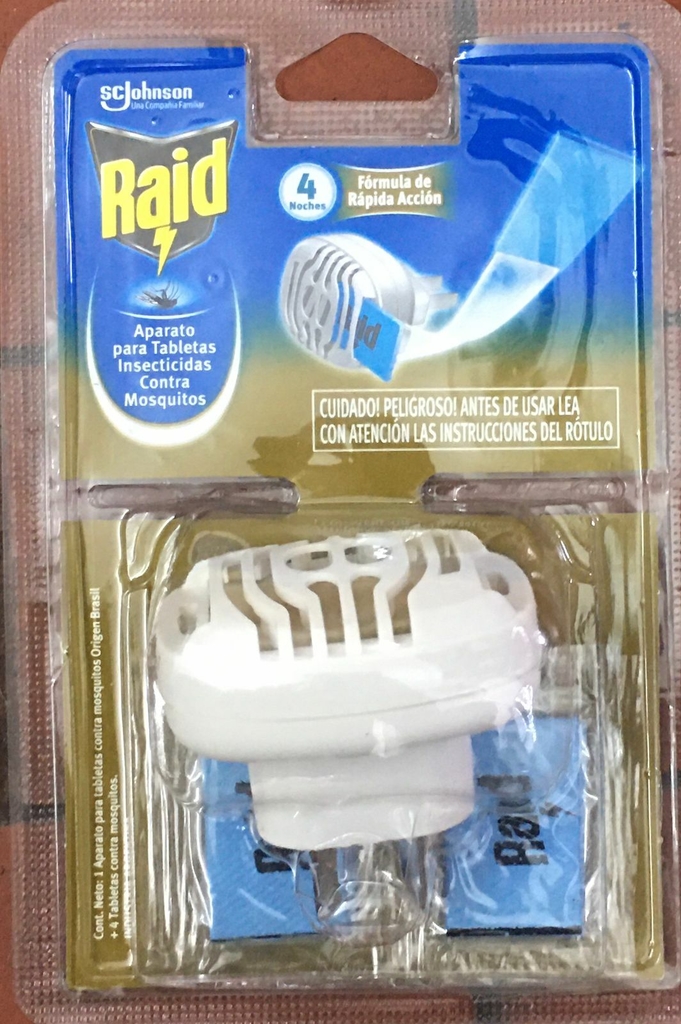 SCJohnson
Una Compañía Familiar
Raid
4
Noches
Fórmula de
Rápida Acción
Raid
Aparato
para Tabletas
Insecticidas
Contra
Mosquitos
CUIDADO! PELIGROSO! ANTES DE USAR LEA
CON ATENCIÓN LAS INSTRUCCIONES DEL RÓTULO
Cont. Neto: 1 Aparato para tabletas contra mosquitos Origen Brasil
+ 4 Tabletas contra mosquitos.
Raid